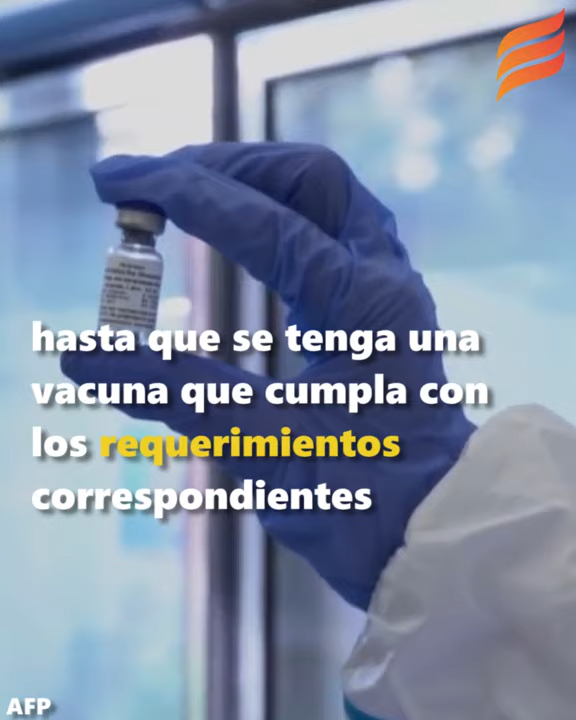 hasta que se tenga una
vacuna que cumpla con
los requerimientos
correspondientes
AFP